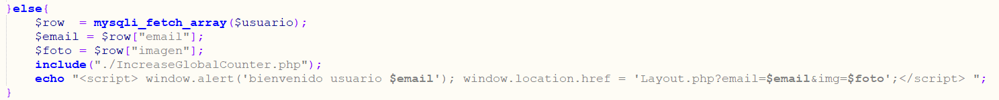 }else{
$row  = mysqli_fetch_array($usuario);
$email = $row["email"];
$foto = $row["imagen"];
include("./IncreaseGlobalCounter.php");
echo "<script> window.alert('bienvenido usuario $email'); window.location.href = 'Layout.php?email=$email&img=$foto';</script> ";
}